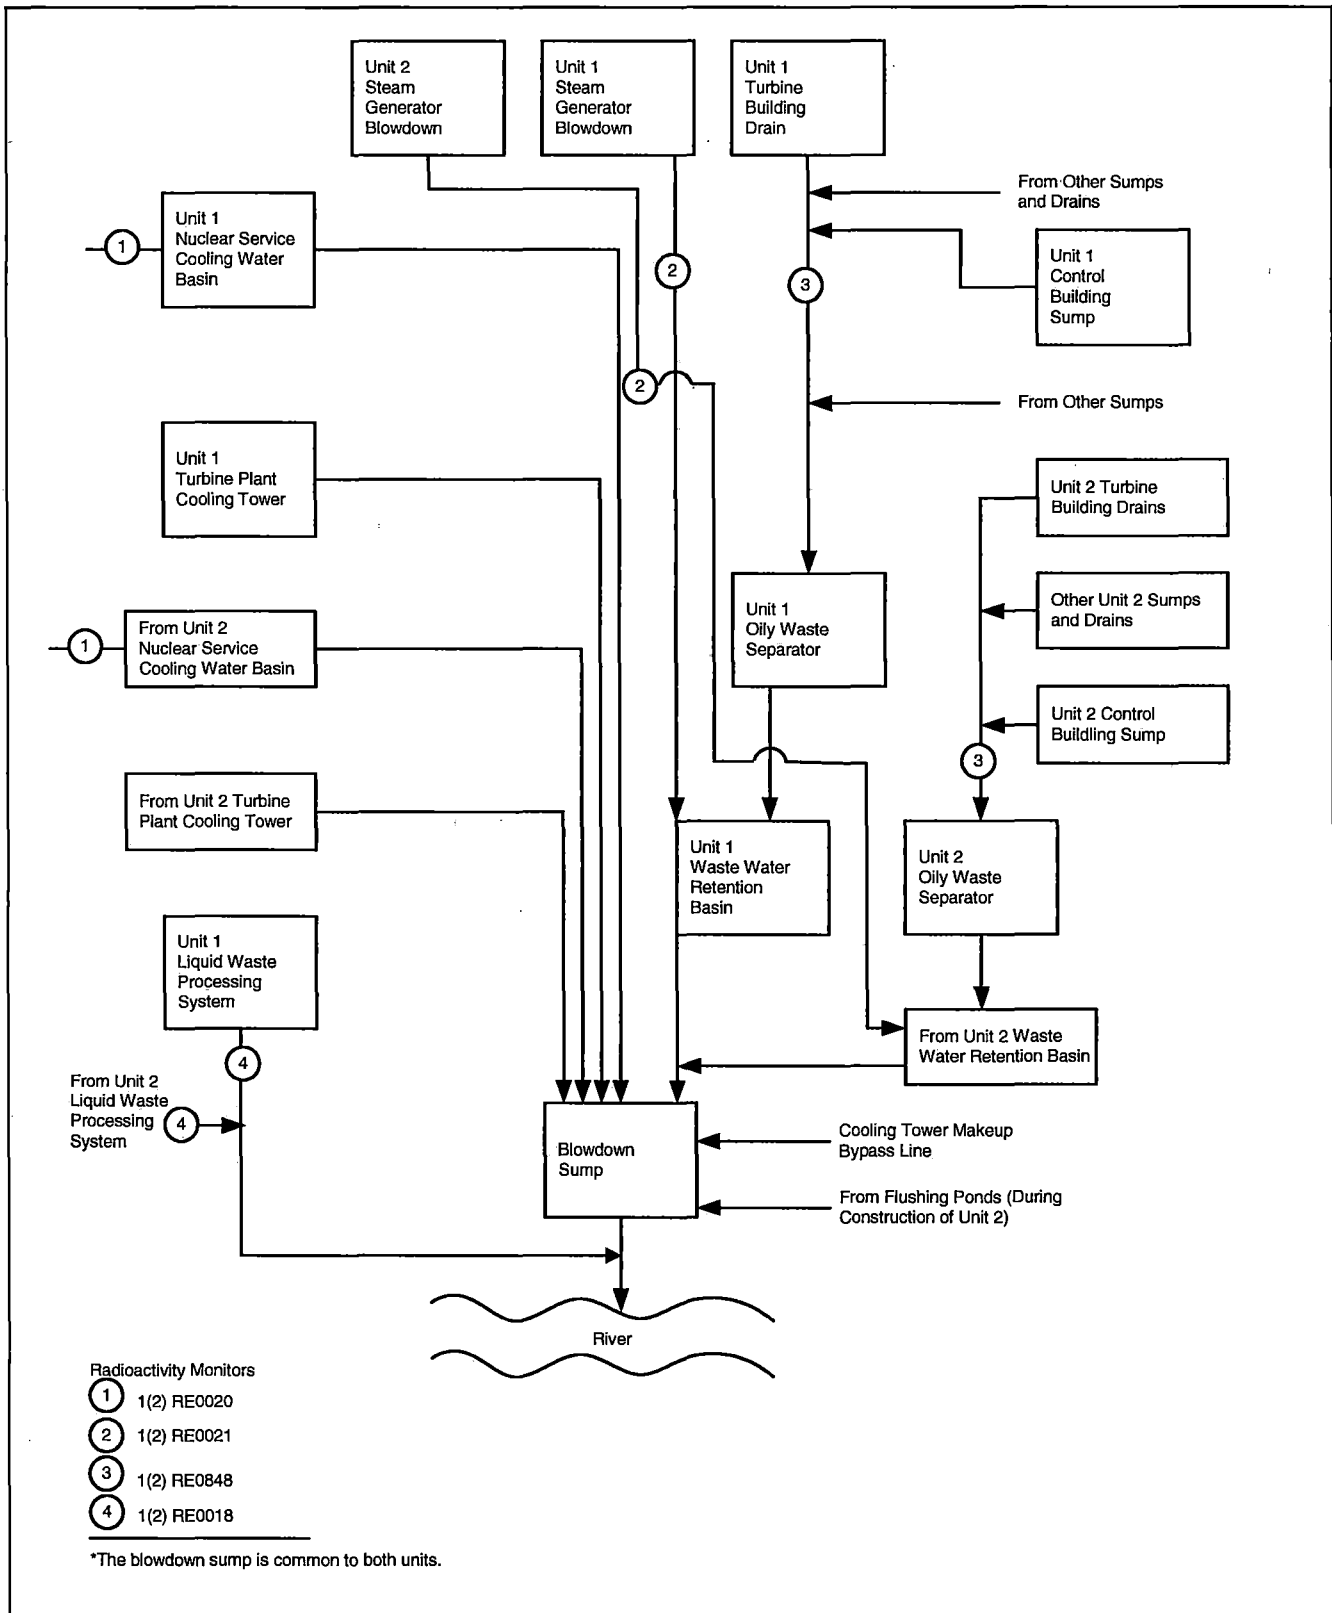 Unit 2
Steam
Generator
Blowdown
Unit 1
Steam
Generator
Blowdown
Unit 1
Turbine
Building
Drain
From Other Sumps
and Drains
1
Unit 1
Nuclear Service
Cooling Water
Basin
2
3
Unit 1
Control
Building
Sump
2
From Other Sumps
Unit 1
Turbine Plant
Cooling Tower
Unit 2 Turbine
Building Drains
Other Unit 2 Sumps
and Drains
1
From Unit 2
Nuclear Service
Cooling Water Basin
Unit 1
Oily Waste
Separator
Unit 2 Control
Buildling Sump
3
From Unit 2 Turbine
Plant Cooling Tower
Unit 1
Waste Water
Retention
Basin
Unit 2
Oily Waste
Separator
Unit 1
Liquid Waste
Processing
System
4
From Unit 2 Waste
Water Retention Basin
From Unit 2
Liquid Waste
Processing
System
4
Blowdown
Sump
Cooling Tower Makeup
Bypass Line
From Flushing Ponds (During
Construction of Unit 2)
River
Radioactivity Monitors
1 1(2) RE0020
2 1(2) RE0021
3 1(2) RE0848
4 1(2) RE0018
*The blowdown sump is common to both units.